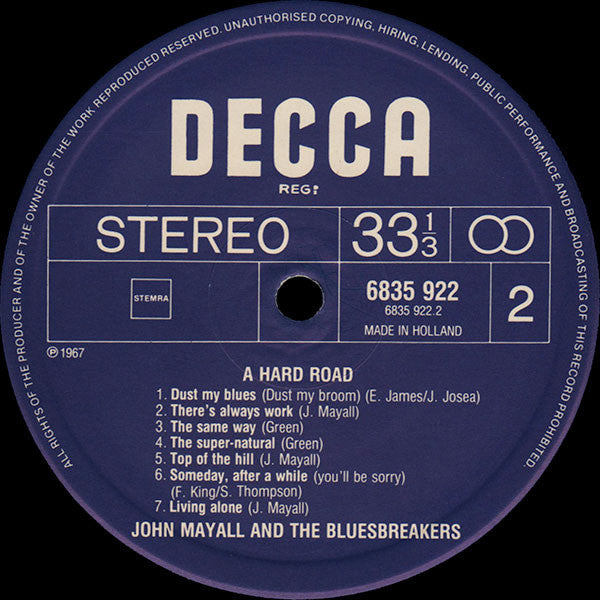 ALL RIGHTS OF THE PRODUCER AND OF THE OWNER OF THE WORK REPRODUCED RESERVED. UNAUTHORISED COPYING, HIRING, LENDING, PUBLIC PERFORMANCE AND BROADCASTING OF THIS RECORD PROHIBITED
DECCA
REG!
STEREO
33 1/3
STEMRA
6835 922
6835 922.2
MADE IN HOLLAND
2
℗ 1967
A HARD ROAD
1. Dust my blues (Dust my broom) (E. James/J. Josea)
2. There's always work (J. Mayall)
3. The same way (Green)
4. The super-natural (Green)
5. Top of the hill (J. Mayall)
6. Someday, after a while (you'll be sorry)
(F. King/S. Thompson)
7. Living alone (J. Mayall)
JOHN MAYALL AND THE BLUESBREAKERS